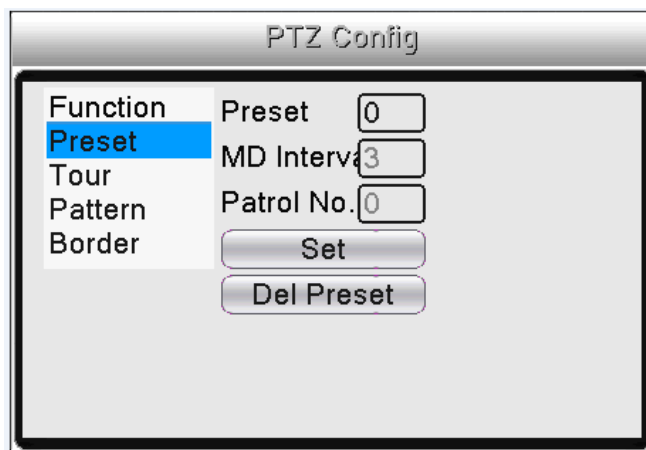 PTZ Config
Function
Preset
Tour
Pattern
Border
Preset 0
MD Interva 3
Patrol No. 0
Set
Del Preset